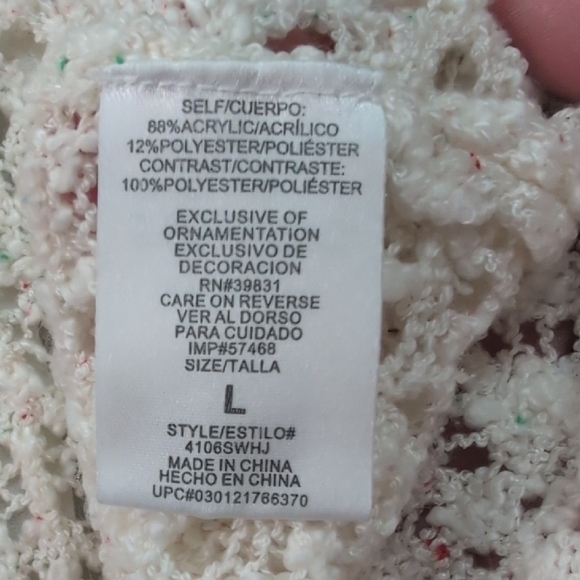 SELF/CUERPO:
88%ACRYLIC/ACRÍLICO
12%POLYESTER/POLIÉSTER
CONTRAST/CONTRASTE:
100%POLYESTER/POLIÉSTER
EXCLUSIVE OF
ORNAMENTATION
EXCLUSIVO DE
DECORACION
RN#39831
CARE ON REVERSE
VER AL DORSO
PARA CUIDADO
IMP#57468
SIZE/TALLA
L
STYLE/ESTILO#
4106SWHJ
MADE IN CHINA
HECHO EN CHINA
UPC#030121766370